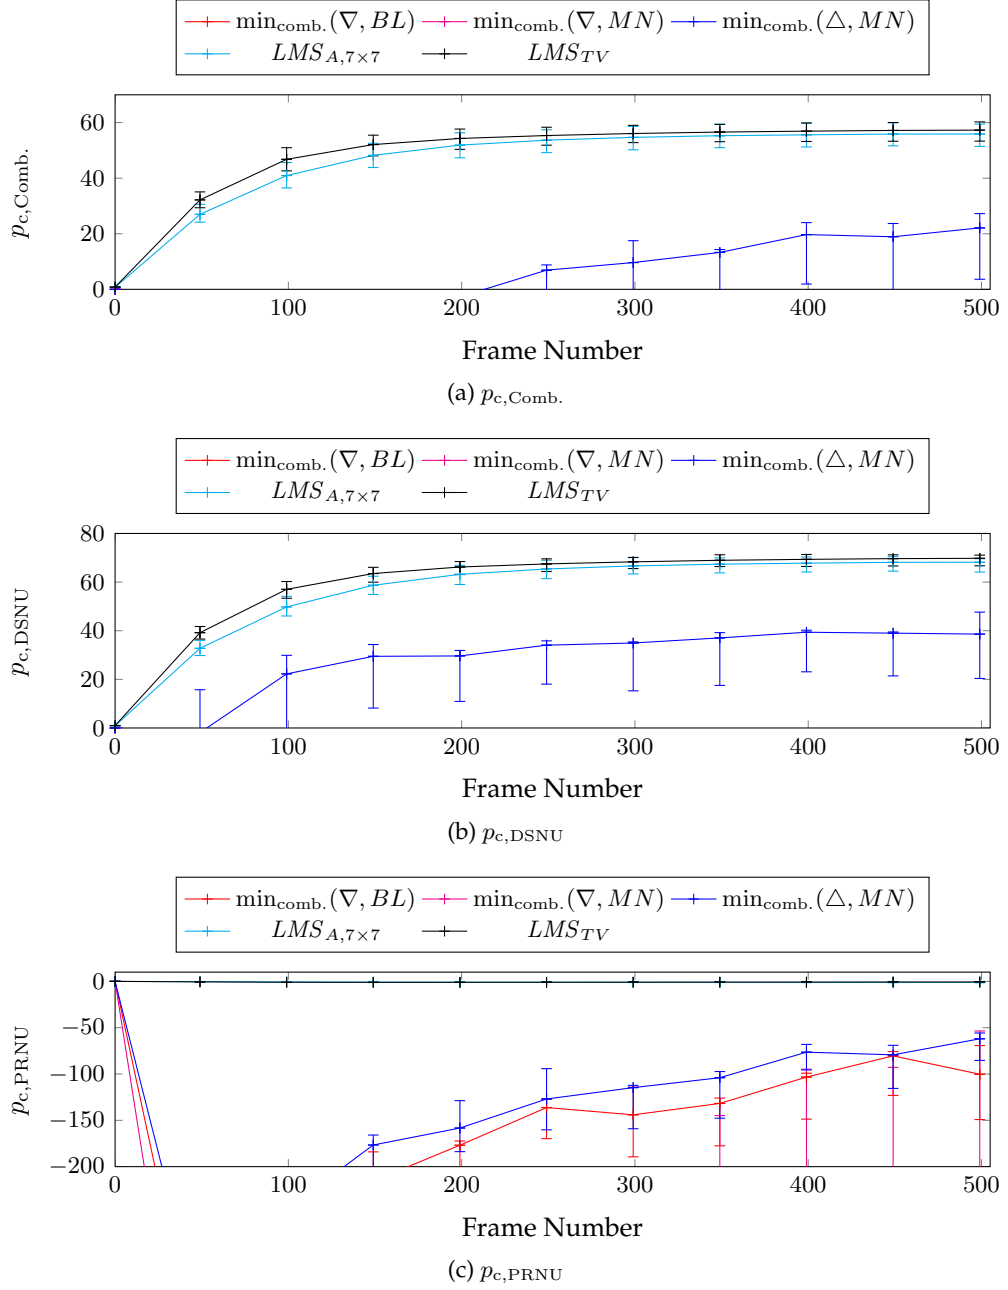 min_comb.(∇, BL) min_comb.(∇, MN) min_comb.(△, MN)
LMS_A,7×7 LMS_TV
60
40
20
0
p_c,Comb.
0 100 200 300 400 500
Frame Number
(a) p_c,Comb.
min_comb.(∇, BL) min_comb.(∇, MN) min_comb.(△, MN)
LMS_A,7×7 LMS_TV
80
60
40
20
0
p_c,DSNU
0 100 200 300 400 500
Frame Number
(b) p_c,DSNU
min_comb.(∇, BL) min_comb.(∇, MN) min_comb.(△, MN)
LMS_A,7×7 LMS_TV
0
−50
−100
−150
−200
p_c,PRNU
0 100 200 300 400 500
Frame Number
(c) p_c,PRNU